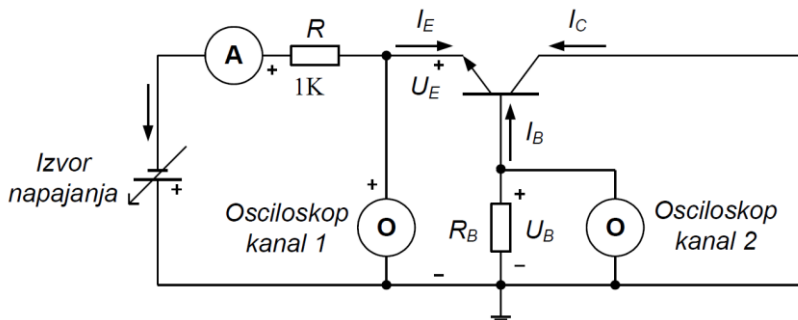 A
+
R
1K
I_E
+
U_E
I_C
I_B
Izvor
napajanja
+
Osciloskop
kanal 1
+
O
−
−
R_B
+
U_B
−
O
Osciloskop
kanal 2